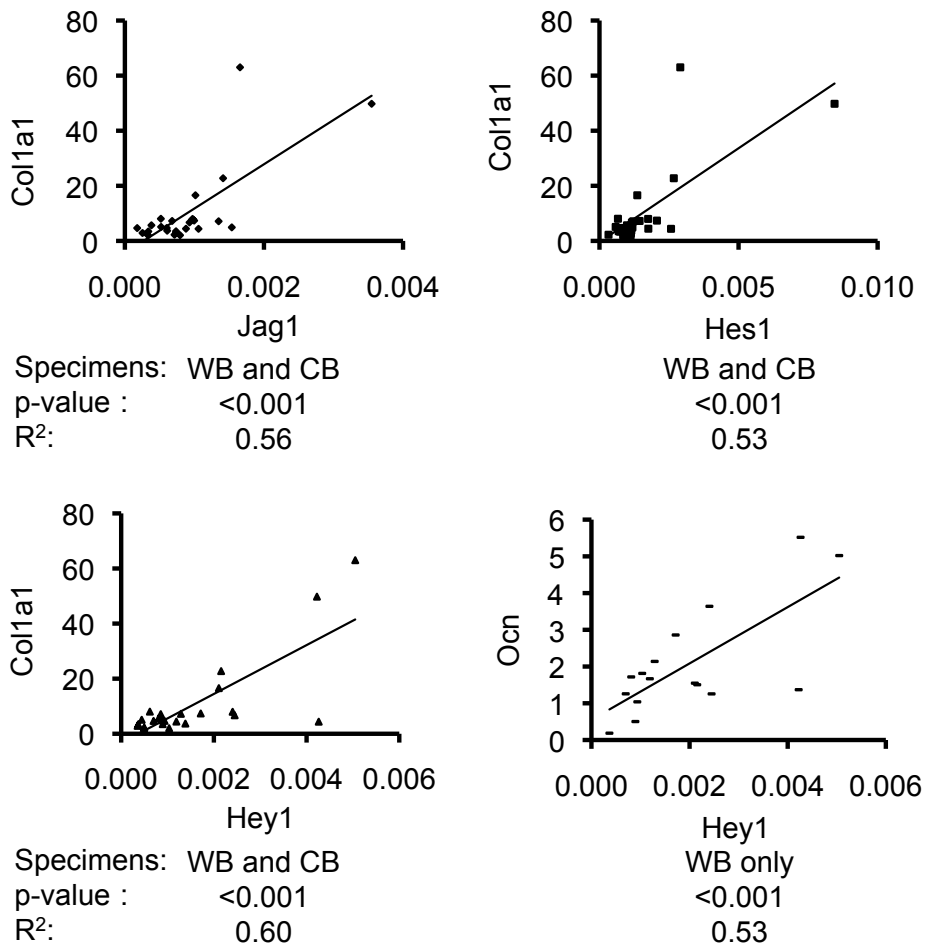 80
60
40
20
0
Col1a1
0.000 0.002 0.004
Jag1
Specimens: WB and CB
p-value : <0.001
R²: 0.56
80
60
40
20
0
Col1a1
0.000 0.005 0.010
Hes1
WB and CB
<0.001
0.53
80
60
40
20
0
Col1a1
0.000 0.002 0.004 0.006
Hey1
Specimens: WB and CB
p-value : <0.001
R²: 0.60
6
5
4
3
2
1
0
Ocn
0.000 0.002 0.004 0.006
Hey1
WB only
<0.001
0.53